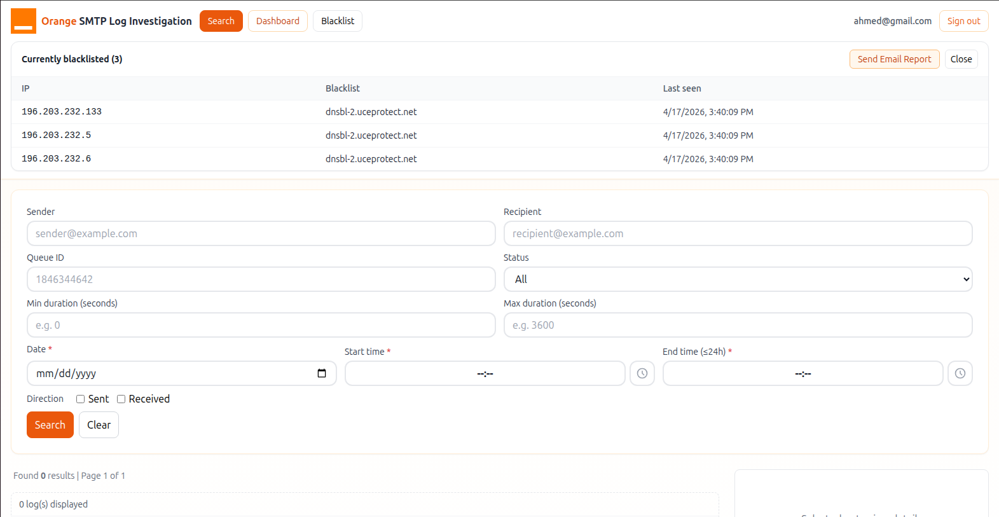 Orange SMTP Log Investigation Search Dashboard Blacklist ahmed@gmail.com Sign out
Currently blacklisted (3) Send Email Report Close
IP Blacklist Last seen
196.203.232.133 dnsbl-2.uceprotect.net 4/17/2026, 3:40:09 PM
196.203.232.5 dnsbl-2.uceprotect.net 4/17/2026, 3:40:09 PM
196.203.232.6 dnsbl-2.uceprotect.net 4/17/2026, 3:40:09 PM
Sender Recipient
sender@example.com recipient@example.com
Queue ID Status
1846344642 All
Min duration (seconds) Max duration (seconds)
e.g. 0 e.g. 3600
Date * Start time * End time (≤24h) *
mm/dd/yyyy --:-- --:--
Direction Sent Received
Search Clear
Found 0 results | Page 1 of 1
0 log(s) displayed